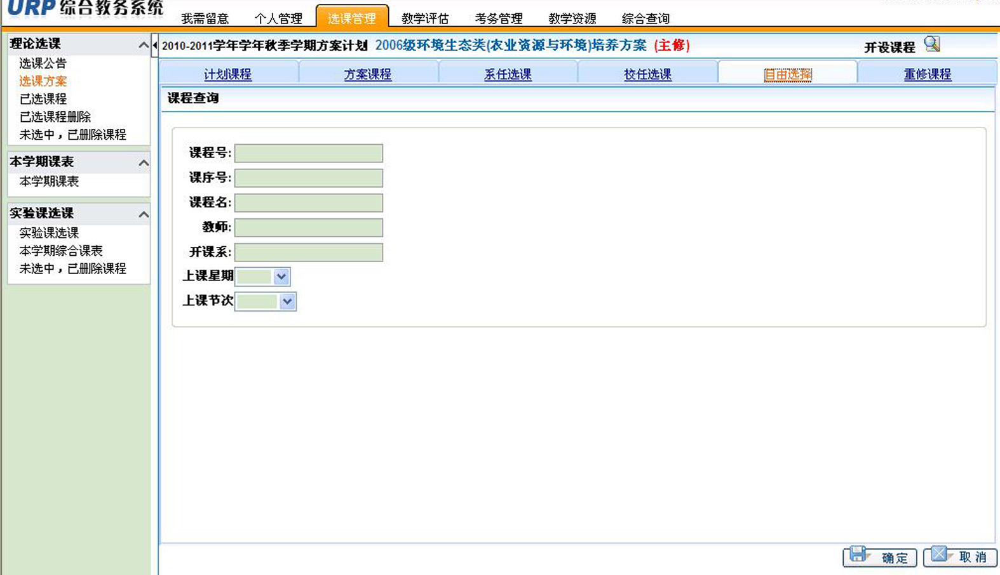 URP 综合教务系统
我需留意 个人管理 选课管理 教学评估 考务管理 教学资源 综合查询
理论选课
选课公告
选课方案
已选课程
已选课程删除
未选中，已删除课程
本学期课表
本学期课表
实验课选课
实验课选课
本学期综合课表
未选中，已删除课程
2010-2011学年学年秋季学期方案计划 2006级环境生态类(农业资源与环境)培养方案 (主修)
开设课程
计划课程 方案课程 系任选课 校任选课 自由选择 重修课程
课程查询
课程号:
课序号:
课程名:
教师:
开课系:
上课星期
上课节次
确定 取消